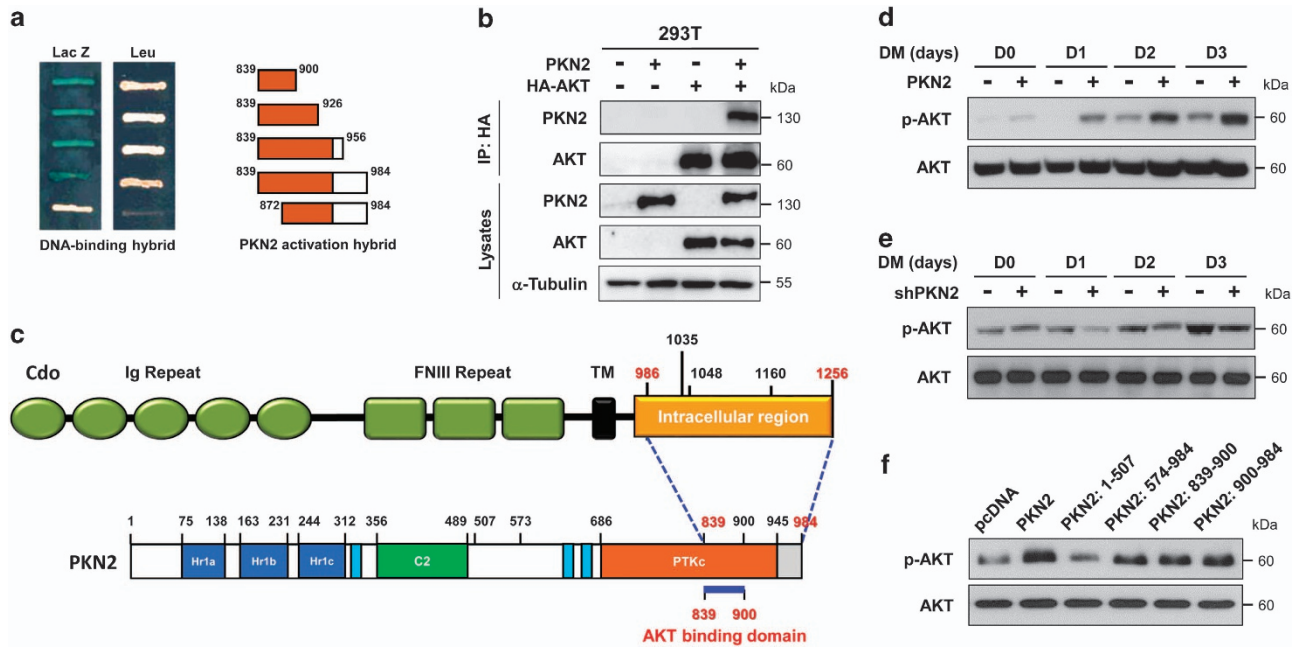 a
Lac Z Leu
839 900
839 926
839 956
839 984
872 984
DNA-binding hybrid
PKN2 activation hybrid
b
293T
PKN2 - + - +
HA-AKT - - + + kDa
IP: HA
PKN2 130
AKT 60
Lysates
PKN2 130
AKT 60
α-Tubulin 55
c
Cdo Ig Repeat FNIII Repeat TM
986 1035 1048 1160 1256
Intracellular region
1 75 138 163 231 244 312 356 489 507 573 686 839 900 945 984
PKN2 Hr1a Hr1b Hr1c C2 PTKc
839 900
AKT binding domain
d
DM (days) D0 D1 D2 D3
PKN2 - + - + - + - + kDa
p-AKT 60
AKT 60
e
DM (days) D0 D1 D2 D3
shPKN2 - + - + - + - + kDa
p-AKT 60
AKT 60
f
pcDNA PKN2 PKN2: 1-507 PKN2: 574-984 PKN2: 839-900 PKN2: 900-984
kDa
p-AKT 60
AKT 60